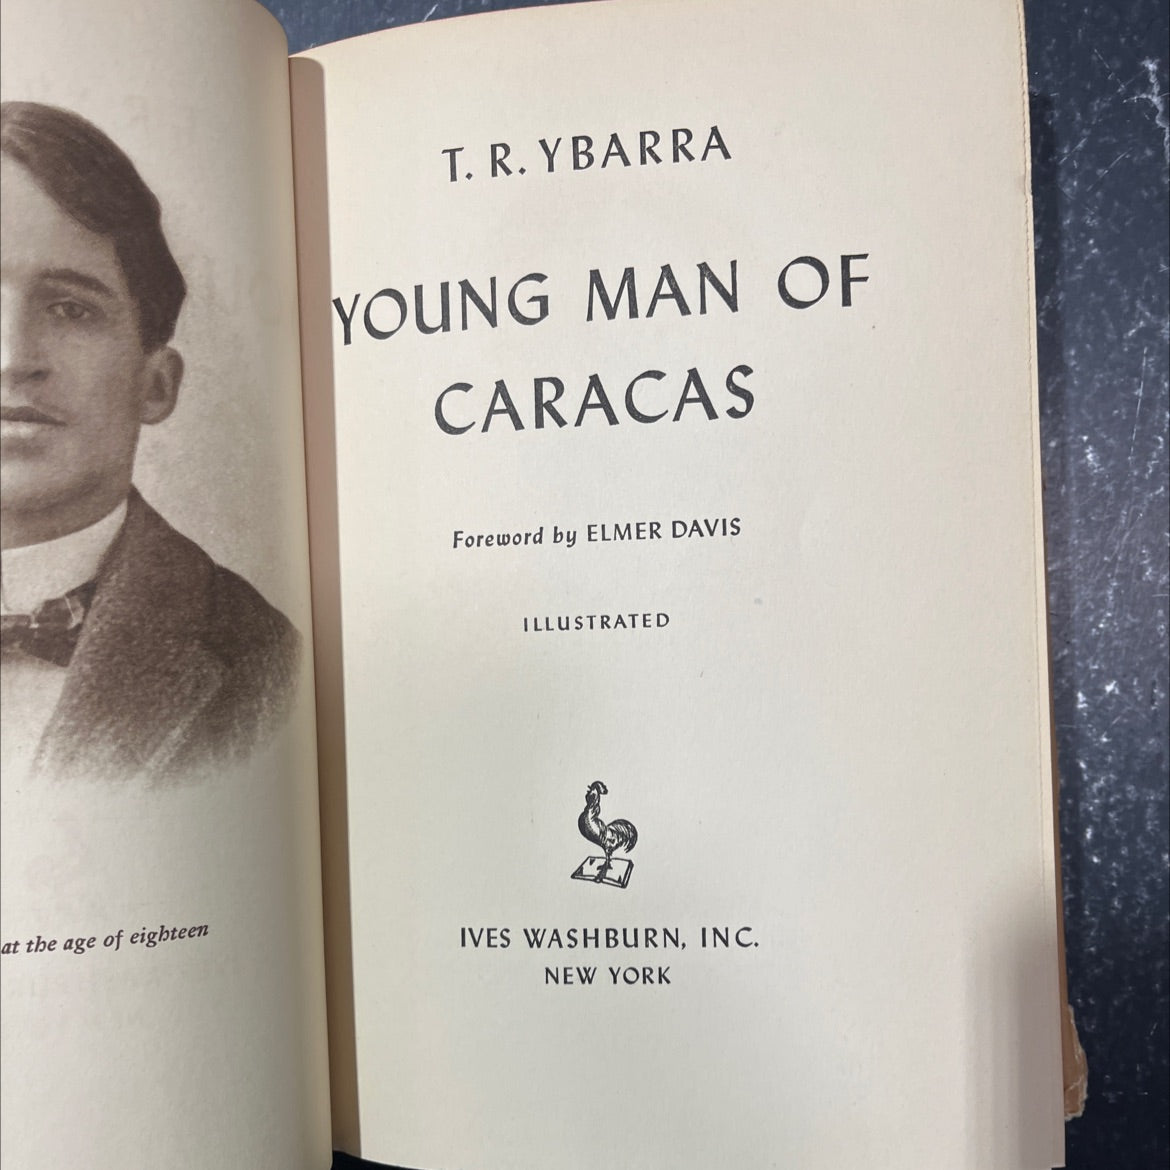 at the age of eighteen
T. R. YBARRA
YOUNG MAN OF
CARACAS
Foreword by ELMER DAVIS
ILLUSTRATED
IVES WASHBURN, INC.
NEW YORK